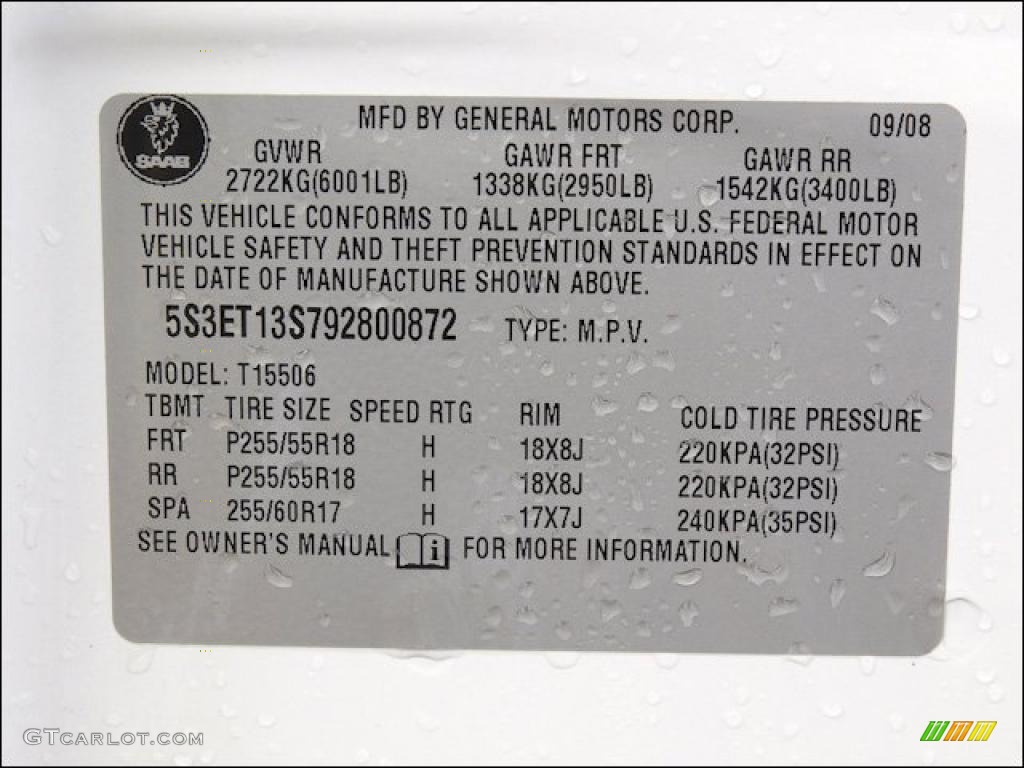 SAAB
MFD BY GENERAL MOTORS CORP. 09/08
GVWR GAWR FRT GAWR RR
2722KG(6001LB) 1338KG(2950LB) 1542KG(3400LB)
THIS VEHICLE CONFORMS TO ALL APPLICABLE U.S. FEDERAL MOTOR
VEHICLE SAFETY AND THEFT PREVENTION STANDARDS IN EFFECT ON
THE DATE OF MANUFACTURE SHOWN ABOVE.
5S3ET13S792800872 TYPE: M.P.V.
MODEL: T15506
TBMT TIRE SIZE SPEED RTG RIM COLD TIRE PRESSURE
FRT P255/55R18 H 18X8J 220KPA(32PSI)
RR P255/55R18 H 18X8J 220KPA(32PSI)
SPA 255/60R17 H 17X7J 240KPA(35PSI)
SEE OWNER'S MANUAL i FOR MORE INFORMATION.
GTCARLOT.COM